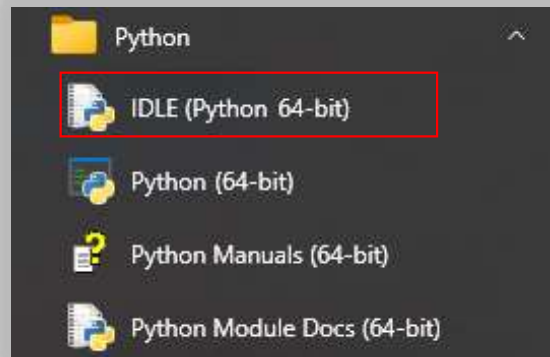 Python
IDLE (Python 64-bit)
Python (64-bit)
Python Manuals (64-bit)
Python Module Docs (64-bit)